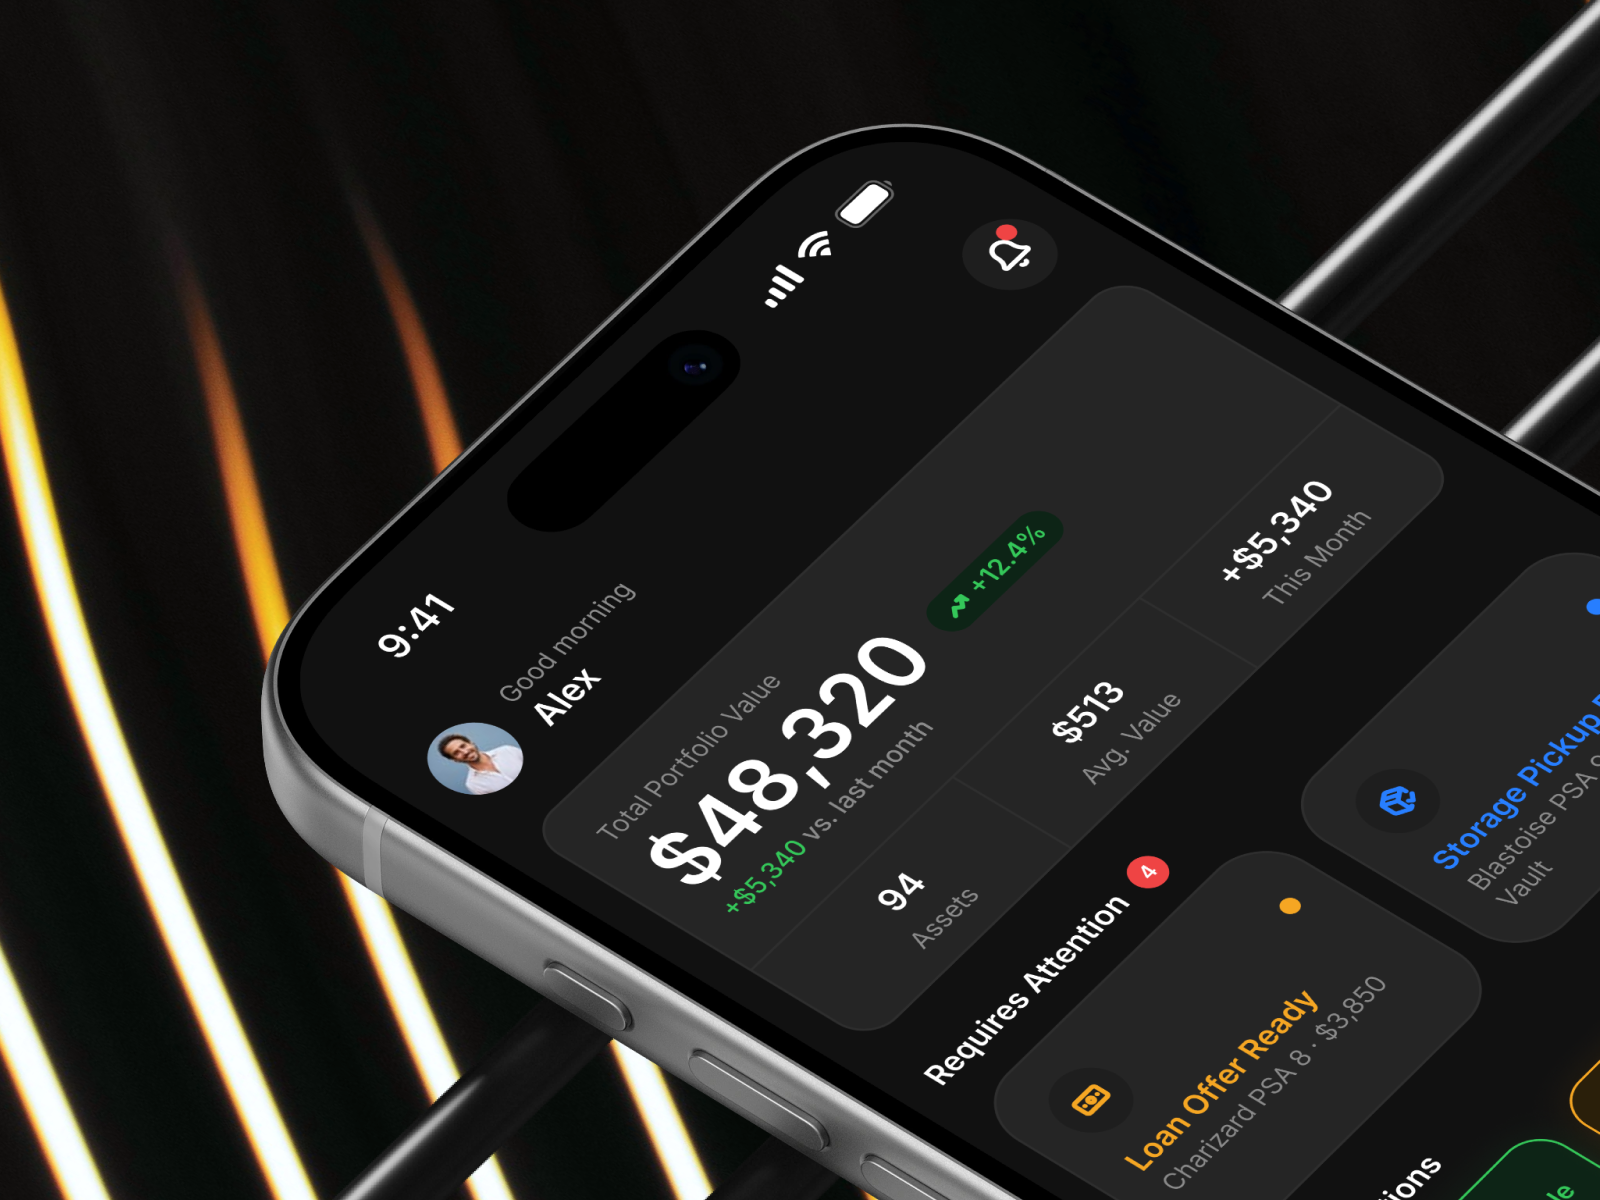 9:41
Good morning
Alex
Total Portfolio Value
$48,320
+12.4%
+$5,340 vs. last month
94
Assets
$513
Avg. Value
+$5,340
This Month
Requires Attention
4
Loan Offer Ready
Charizard PSA 8 · $3,850
Storage Pickup
Blastoise PSA
Vault